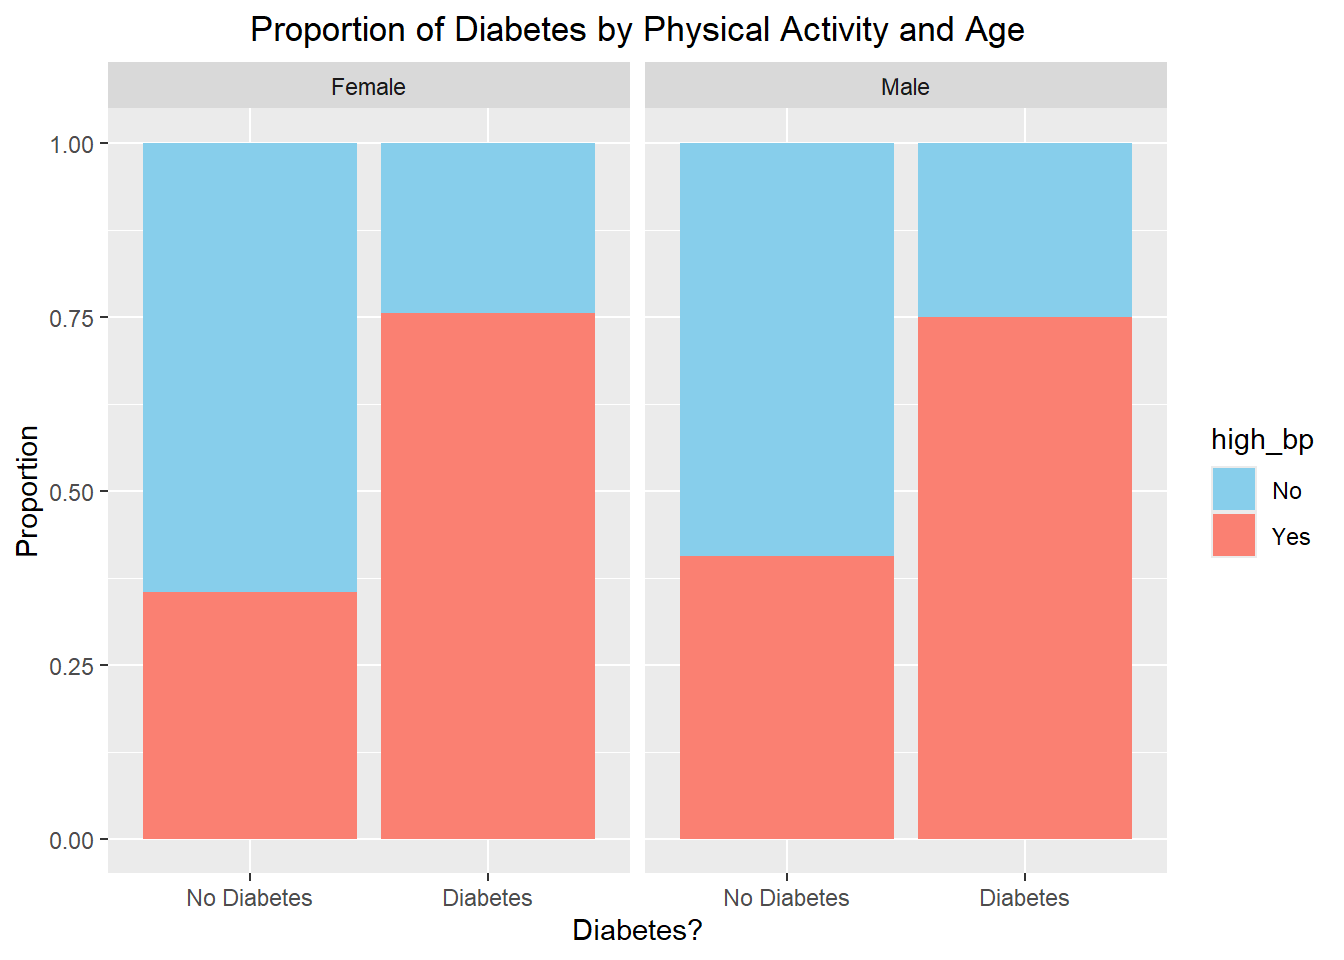 Proportion of Diabetes by Physical Activity and Age
Female
Male
1.00
0.75
0.50
0.25
0.00
Proportion
No Diabetes
Diabetes
No Diabetes
Diabetes
Diabetes?
high_bp
No
Yes